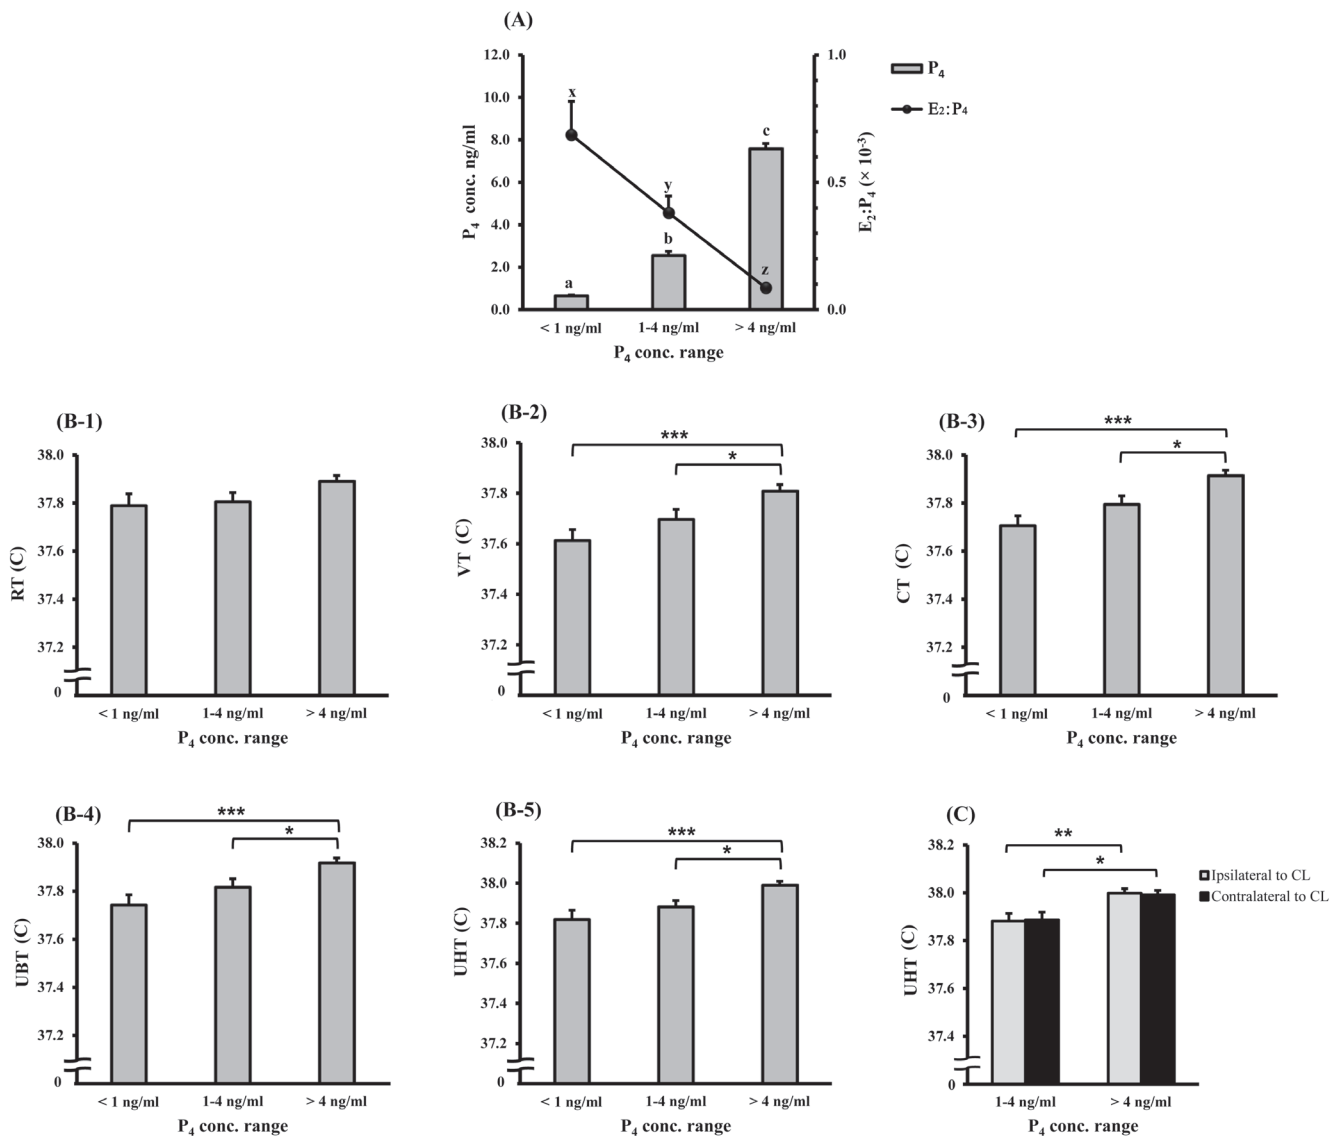 (A)
12.0
10.0
8.0
6.0
4.0
2.0
0.0
P4 conc. ng/ml
1.0
0.5
0.0
E2:P4 (× 10-3)
x
y
z
a
b
c
< 1 ng/ml 1-4 ng/ml > 4 ng/ml
P4 conc. range
P4
E2:P4
(B-1)
38.0
37.8
37.6
37.4
37.2
0
RT (C)
< 1 ng/ml 1-4 ng/ml > 4 ng/ml
P4 conc. range
(B-2)
***
*
38.0
37.8
37.6
37.4
37.2
0
VT (C)
< 1 ng/ml 1-4 ng/ml > 4 ng/ml
P4 conc. range
(B-3)
***
*
38.0
37.8
37.6
37.4
37.2
0
CT (C)
< 1 ng/ml 1-4 ng/ml > 4 ng/ml
P4 conc. range
(B-4)
***
*
38.0
37.8
37.6
37.4
37.2
0
UBT (C)
< 1 ng/ml 1-4 ng/ml > 4 ng/ml
P4 conc. range
(B-5)
***
*
38.2
38.0
37.8
37.6
37.4
37.2
0
UHT (C)
< 1 ng/ml 1-4 ng/ml > 4 ng/ml
P4 conc. range
(C)
**
*
38.2
38.0
37.8
37.6
37.4
0
UHT (C)
1-4 ng/ml > 4 ng/ml
P4 conc. range
Ipsilateral to CL
Contralateral to CL